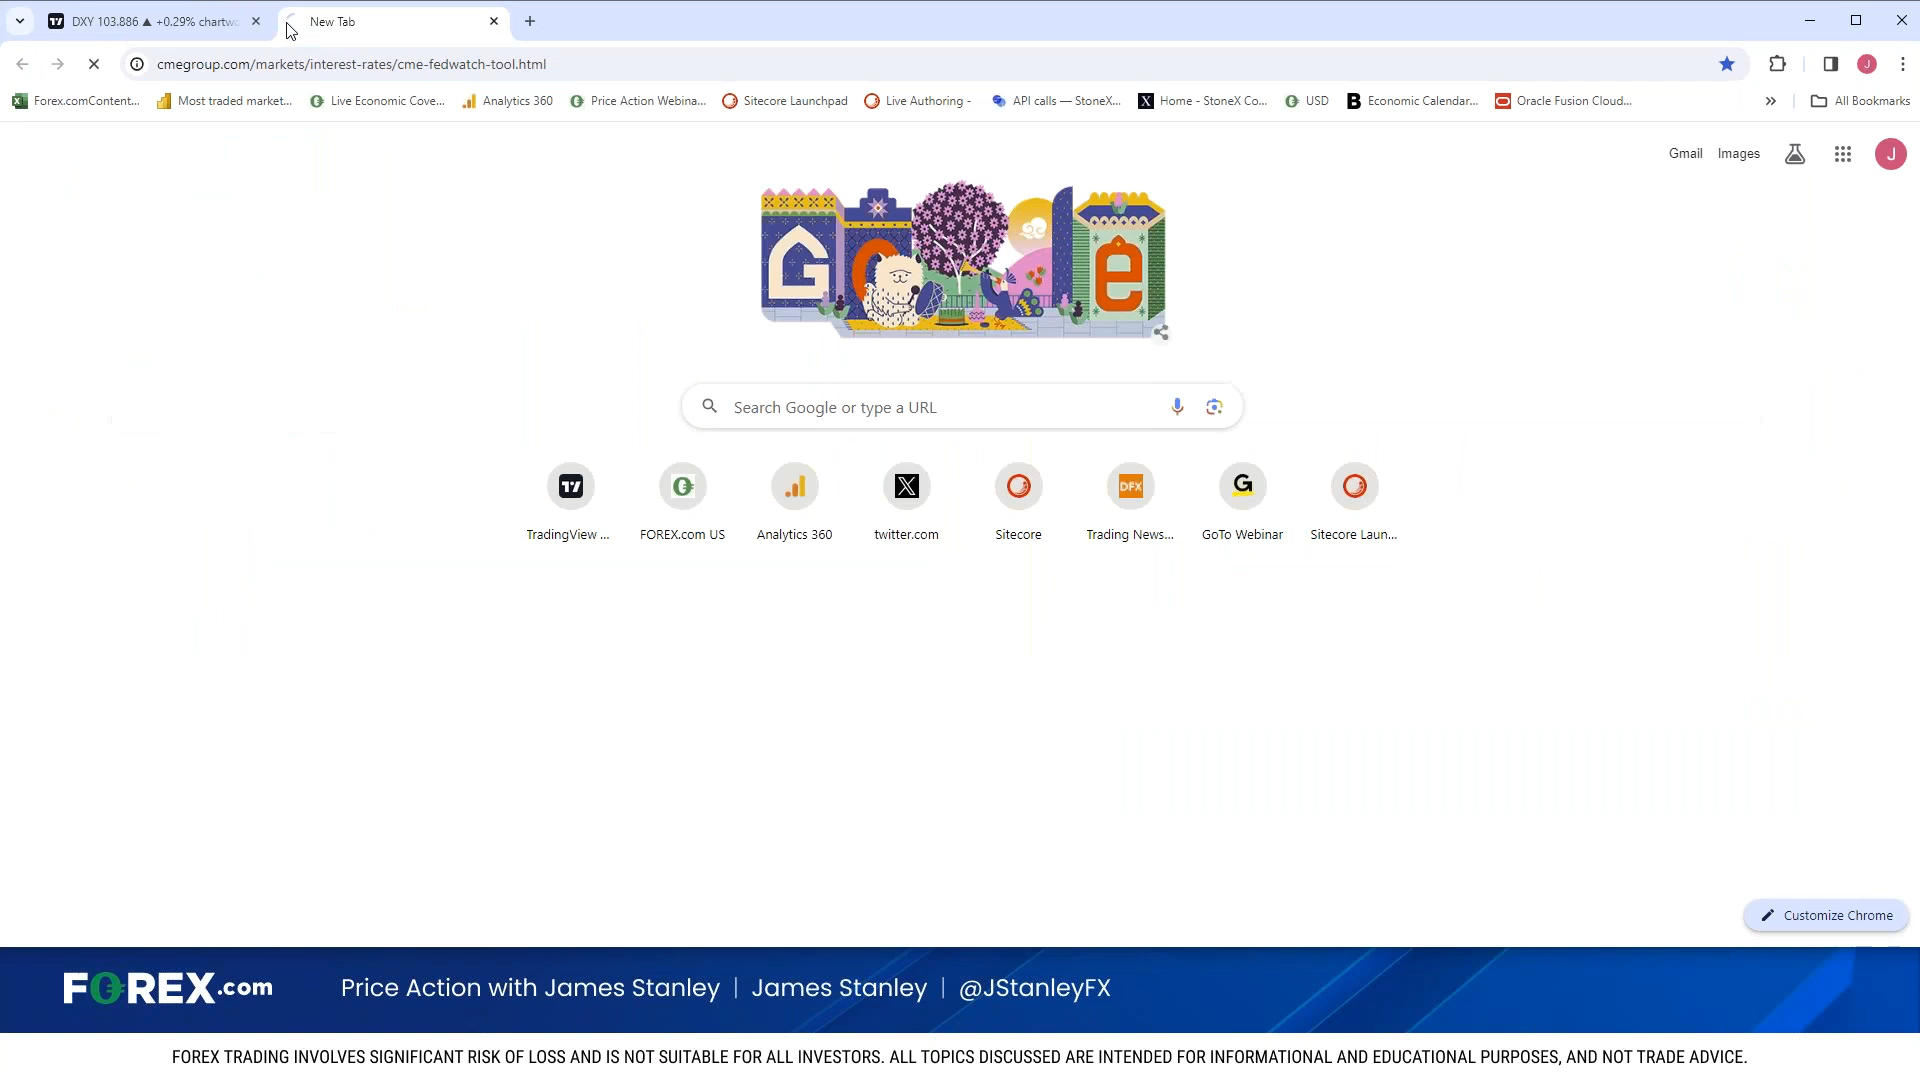 DXY 103.886 ▲ +0.29% chartwo
New Tab
cmegroup.com/markets/interest-rates/cme-fedwatch-tool.html
J
Forex.comContent...
Most traded market...
Live Economic Cove...
Analytics 360
Price Action Webina...
Sitecore Launchpad
Live Authoring -
API calls — StoneX...
X
Home - StoneX Co...
USD
B
Economic Calendar...
Oracle Fusion Cloud...
»
All Bookmarks
Gmail
Images
J
Google
Search Google or type a URL
DFX
G
TradingView ...
FOREX.com US
Analytics 360
twitter.com
Sitecore
Trading News...
GoTo Webinar
Sitecore Laun...
Customize Chrome
FOREX.com
Price Action with James Stanley | James Stanley | @JStanleyFX
FOREX TRADING INVOLVES SIGNIFICANT RISK OF LOSS AND IS NOT SUITABLE FOR ALL INVESTORS. ALL TOPICS DISCUSSED ARE INTENDED FOR INFORMATIONAL AND EDUCATIONAL PURPOSES, AND NOT TRADE ADVICE.